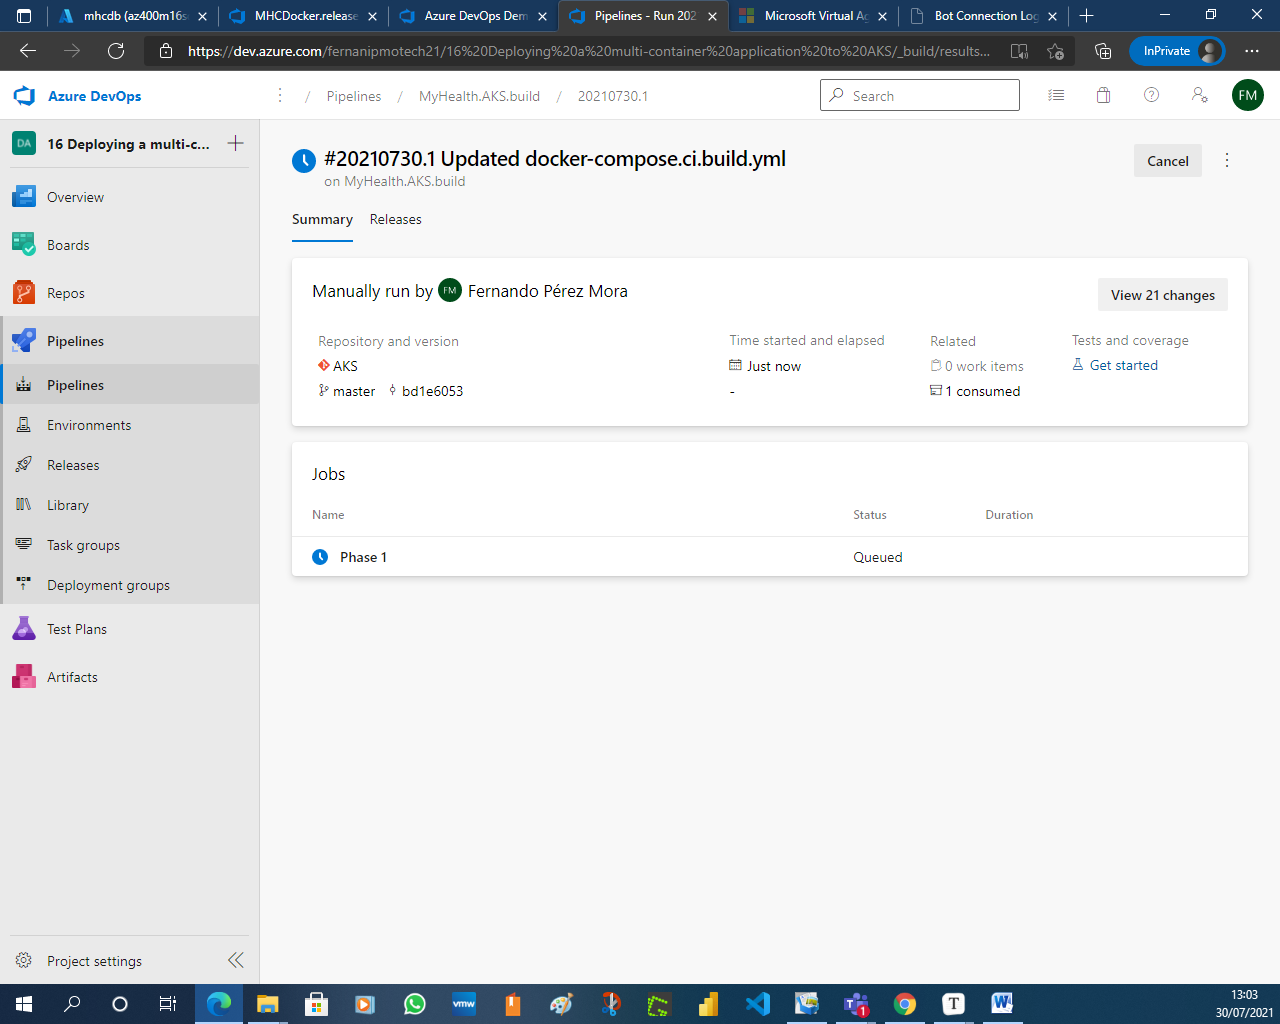 mhcdb (az400m16s
MHCDocker.release
Azure DevOps Dem
Pipelines - Run 202
Microsoft Virtual Ag
Bot Connection Log
https://dev.azure.com/fernanipmotech21/16%20Deploying%20a%20multi-container%20application%20to%20AKS/_build/results...
InPrivate
Azure DevOps
/ Pipelines / MyHealth.AKS.build / 20210730.1
Search
FM
DA 16 Deploying a multi-c...
Overview
Boards
Repos
Pipelines
Pipelines
Environments
Releases
Library
Task groups
Deployment groups
Test Plans
Artifacts
Project settings
#20210730.1 Updated docker-compose.ci.build.yml
on MyHealth.AKS.build
Cancel
Summary Releases
Manually run by FM Fernando Pérez Mora
View 21 changes
Repository and version
AKS
master bd1e6053
Time started and elapsed
Just now
-
Related
0 work items
1 consumed
Tests and coverage
Get started
Jobs
Name Status Duration
Phase 1 Queued
vmw
1
T
W
13:03
30/07/2021